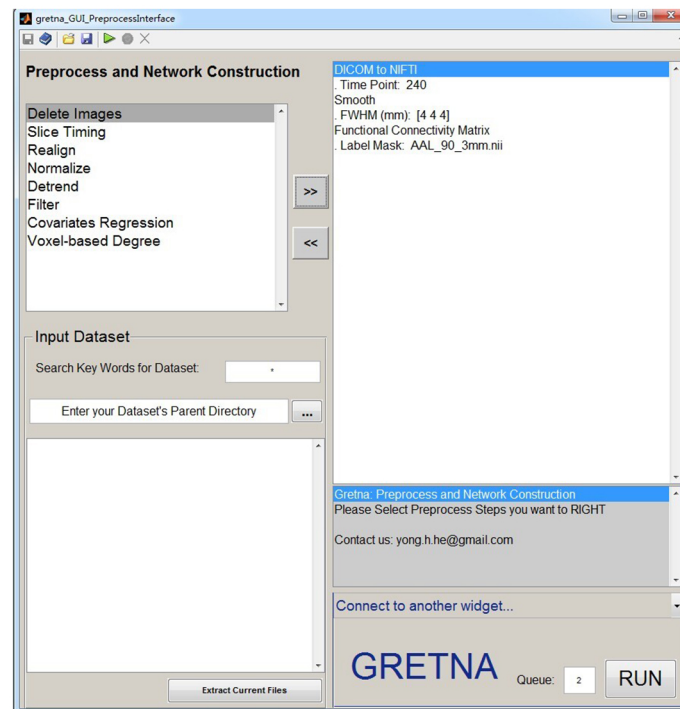 gretna_GUI_PreprocessInterface
Preprocess and Network Construction
Delete Images
Slice Timing
Realign
Normalize
Detrend
Filter
Covariates Regression
Voxel-based Degree
>>
<<
DICOM to NIFTI
. Time Point: 240
Smooth
. FWHM (mm): [4 4 4]
Functional Connectivity Matrix
. Label Mask: AAL_90_3mm.nii
Input Dataset
Search Key Words for Dataset:
*
Enter your Dataset's Parent Directory
...
Extract Current Files
Gretna: Preprocess and Network Construction
Please Select Preprocess Steps you want to RIGHT
Contact us: yong.h.he@gmail.com
Connect to another widget...
GRETNA
Queue: 2
RUN